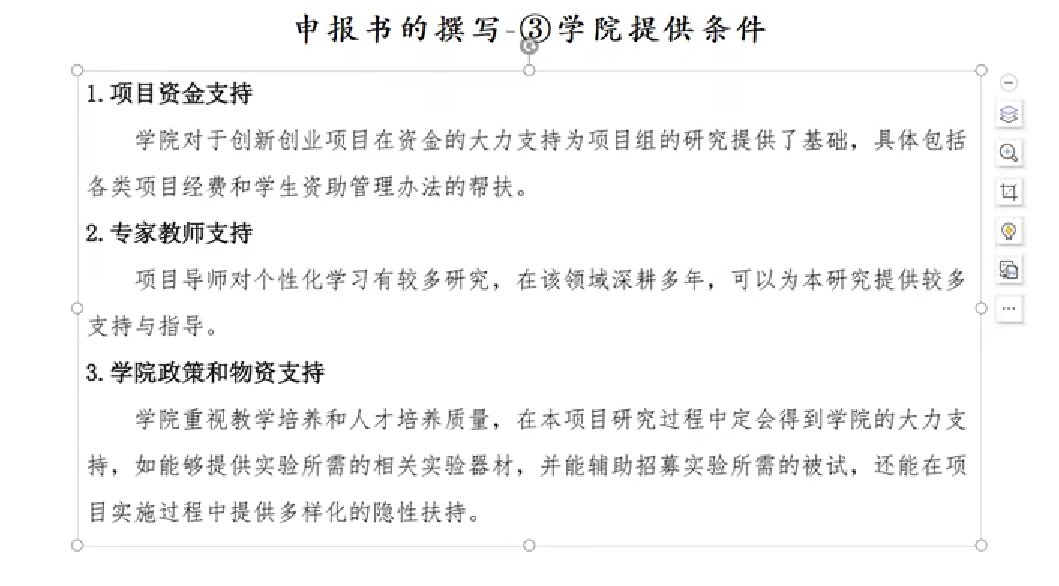 申报书的撰写-③学院提供条件
1. 项目资金支持
学院对于创新创业项目在资金的大力支持为项目组的研究提供了基础，具体包括
各类项目经费和学生资助管理办法的帮扶。
2. 专家教师支持
项目导师对个性化学习有较多研究，在该领域深耕多年，可以为本研究提供较多
支持与指导。
3. 学院政策和物资支持
学院重视教学培养和人才培养质量，在本项目研究过程中定会得到学院的大力支
持，如能够提供实验所需的相关实验器材，并能辅助招募实验所需的被试，还能在项
目实施过程中提供多样化的隐性扶持。